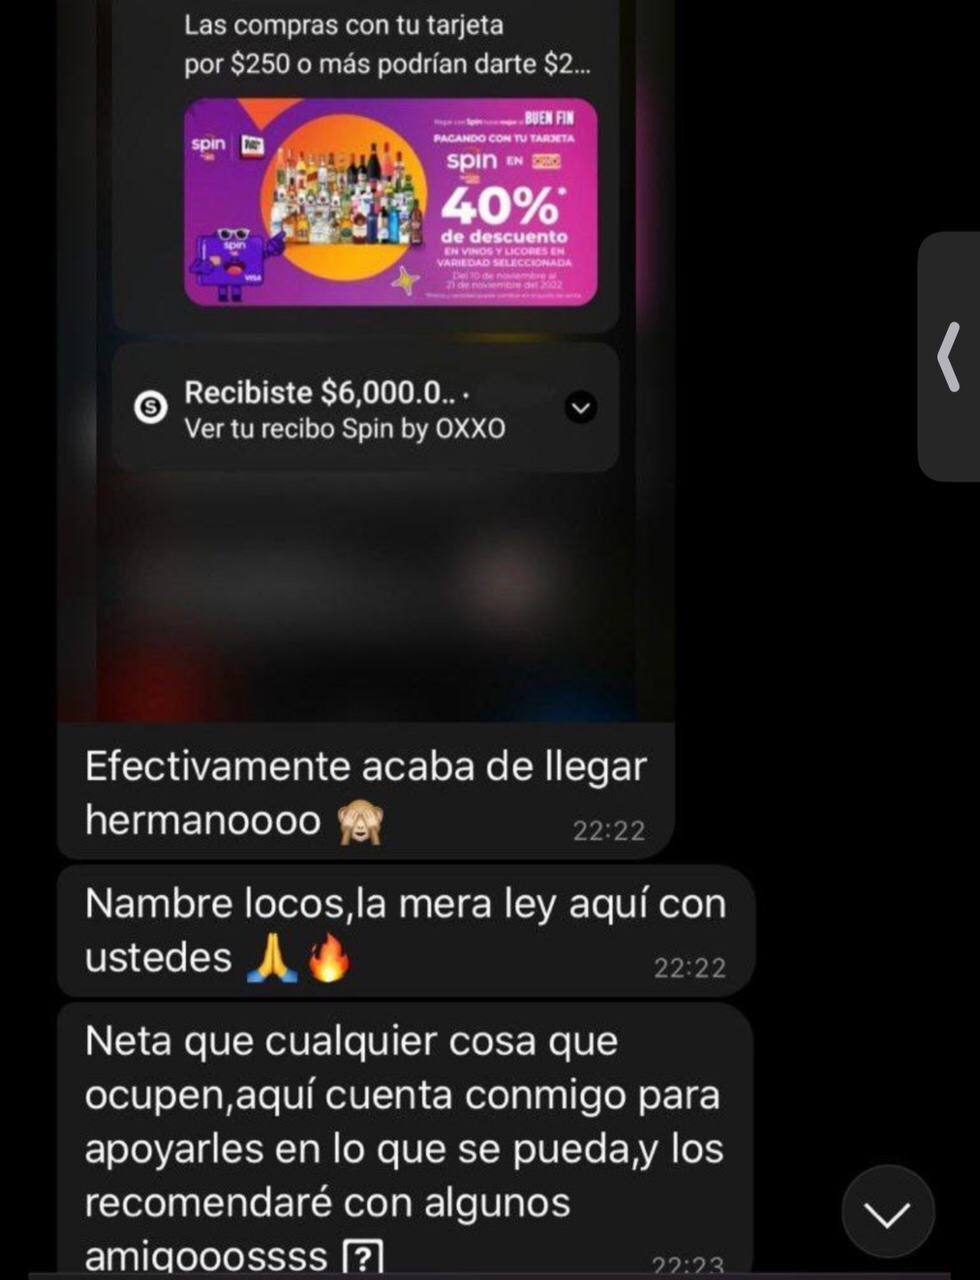 Las compras con tu tarjeta
por $250 o más podrían darte $2...
BUEN FIN
PAGANDO CON TU TARJETA
spin
spin EN OXXO
40%*
de descuento
EN VINOS Y LICORES EN
VARIEDAD SELECCIONADA
Del 10 de noviembre al
21 de noviembre del 2022
spin
VISA
Recibiste $6,000.0.. ·
Ver tu recibo Spin by OXXO
Efectivamente acaba de llegar
hermanoooo 🙈
22:22
Nambre locos,la mera ley aquí con
ustedes 🙏🔥
22:22
Neta que cualquier cosa que
ocupen,aquí cuenta conmigo para
apoyarles en lo que se pueda,y los
recomendaré con algunos
amigooossss ?
22:23